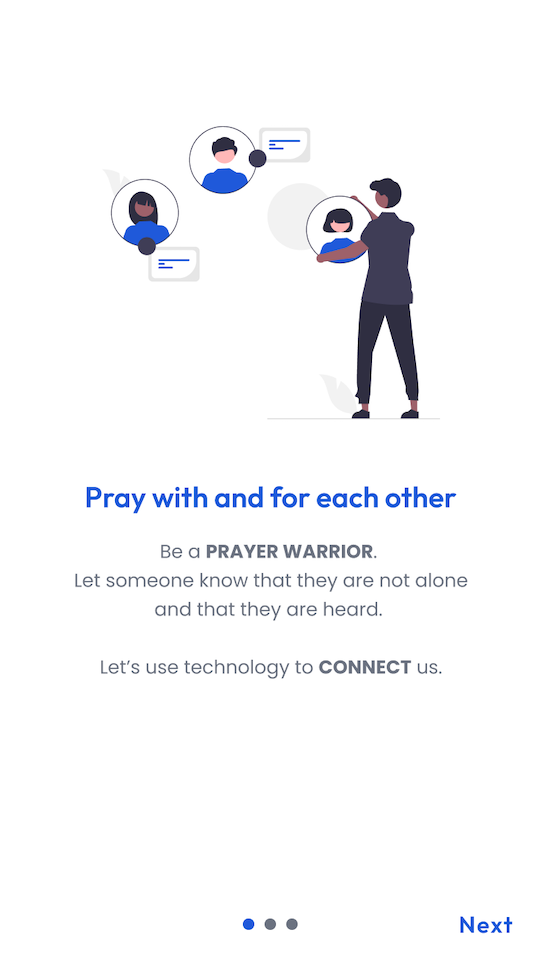 Pray with and for each other
Be a PRAYER WARRIOR.
Let someone know that they are not alone
and that they are heard.
Let’s use technology to CONNECT us.
Next